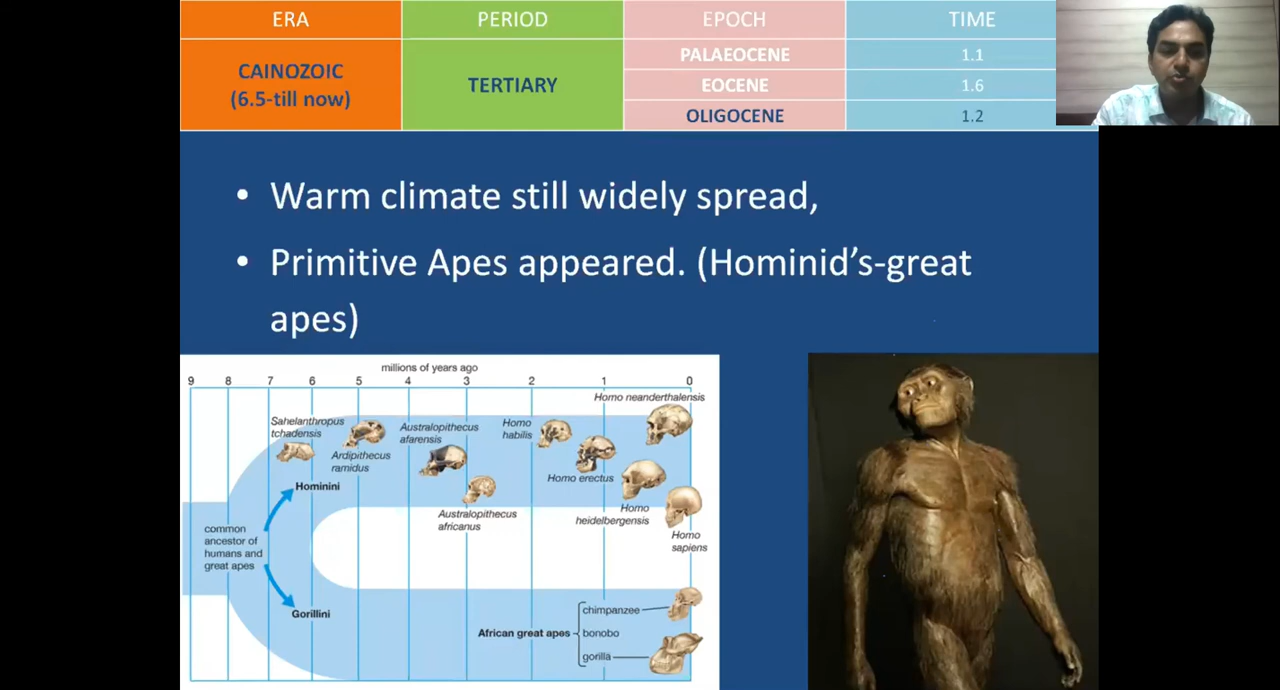 ERA PERIOD EPOCH TIME
CAINOZOIC
(6.5-till now)
TERTIARY
PALAEOCENE 1.1
EOCENE 1.6
OLIGOCENE 1.2
• Warm climate still widely spread,
• Primitive Apes appeared. (Hominid’s-great
apes)
millions of years ago
9 8 7 6 5 4 3 2 1 0
Homo neanderthalensis
Sahelanthropus
tchadensis
Ardipithecus
ramidus
Australopithecus
afarensis
Homo
habilis
Homo erectus
Hominini
Australopithecus
africanus
Homo
heidelbergensis
Homo
sapiens
common
ancestor of
humans and
great apes
Gorillini
African great apes
chimpanzee
bonobo
gorilla